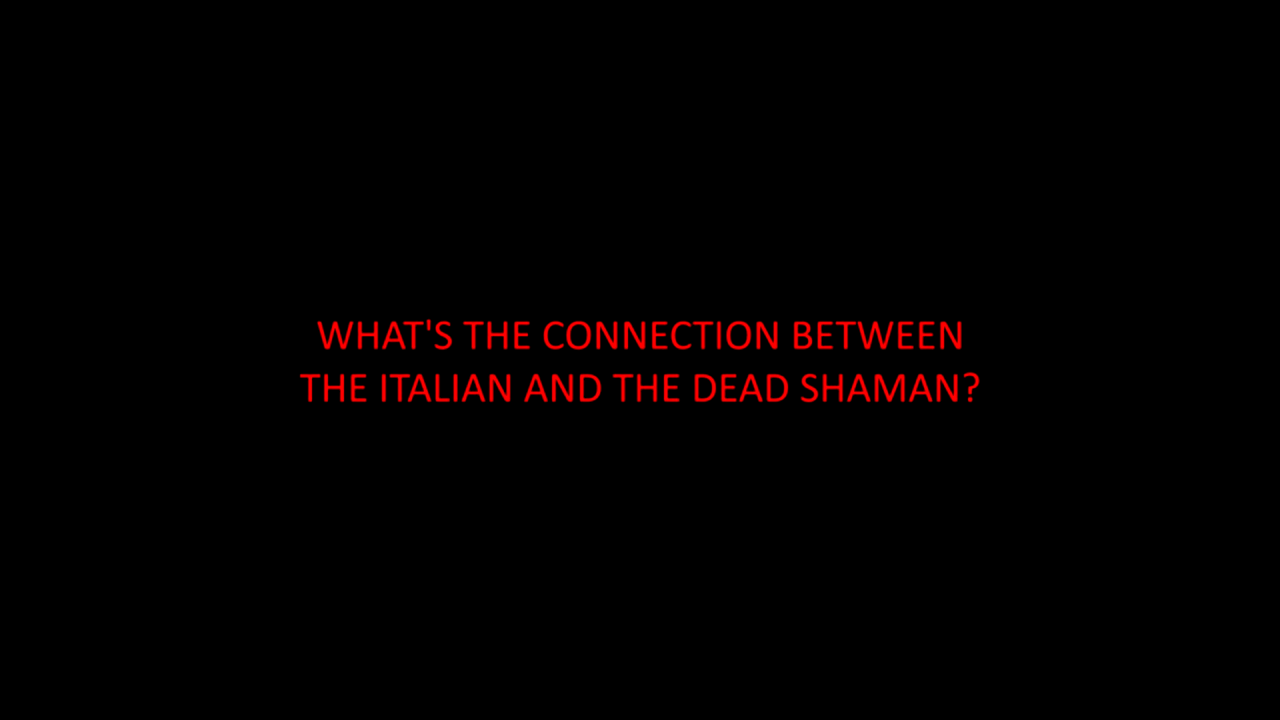 WHAT'S THE CONNECTION BETWEEN
THE ITALIAN AND THE DEAD SHAMAN?